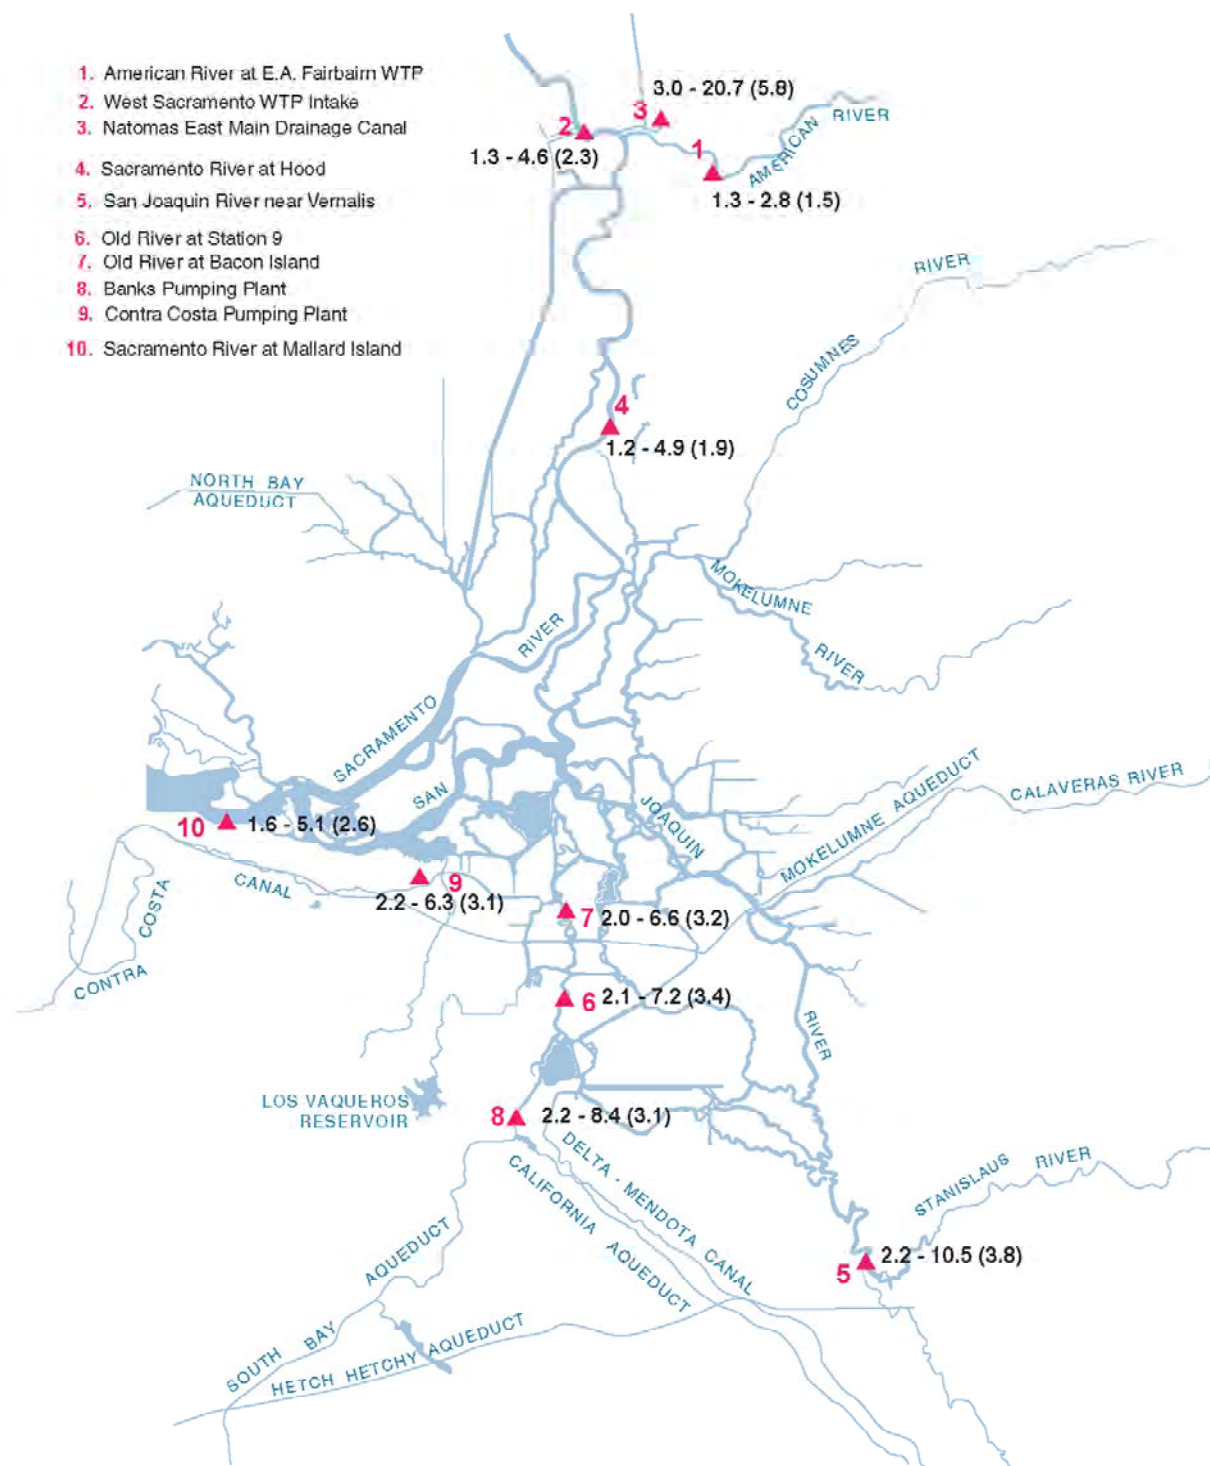 1. American River at E.A. Fairbairn WTP
2. West Sacramento WTP Intake
3. Natomas East Main Drainage Canal
4. Sacramento River at Hood
5. San Joaquin River near Vernalis
6. Old River at Station 9
7. Old River at Bacon Island
8. Banks Pumping Plant
9. Contra Costa Pumping Plant
10. Sacramento River at Mallard Island
3.0 - 20.7 (5.8)
3
2
1.3 - 4.6 (2.3)
1
1.3 - 2.8 (1.5)
AMERICAN RIVER
COSUMNES RIVER
4
1.2 - 4.9 (1.9)
NORTH BAY
AQUEDUCT
MOKELUMNE RIVER
SACRAMENTO RIVER
SAN JOAQUIN RIVER
MOKELUMNE AQUEDUCT
CALAVERAS RIVER
10
1.6 - 5.1 (2.6)
CONTRA COSTA CANAL
9
2.2 - 6.3 (3.1)
7
2.0 - 6.6 (3.2)
6
2.1 - 7.2 (3.4)
LOS VAQUEROS
RESERVOIR
8
2.2 - 8.4 (3.1)
DELTA - MENDOTA CANAL
CALIFORNIA AQUEDUCT
STANISLAUS RIVER
5
2.2 - 10.5 (3.8)
SOUTH BAY AQUEDUCT
HETCH HETCHY AQUEDUCT